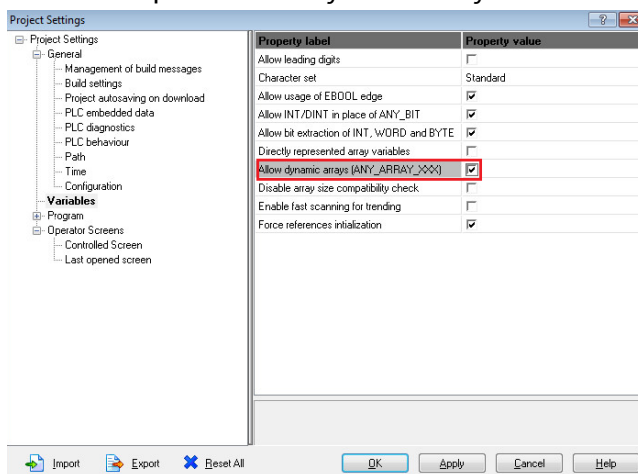 Project Settings
Project Settings
General
Management of build messages
Build settings
Project autosaving on download
PLC embedded data
PLC diagnostics
PLC behaviour
Path
Time
Configuration
Variables
Program
Operator Screens
Controlled Screen
Last opened screen
Property label Property value
Allow leading digits
Character set Standard
Allow usage of EBOOL edge
Allow INT/DINT in place of ANY_BIT
Allow bit extraction of INT, WORD and BYTE
Directly represented array variables
Allow dynamic arrays (ANY_ARRAY_XXX)
Disable array size compatibility check
Enable fast scanning for trending
Force references intialization
Import Export Reset All OK Apply Cancel Help